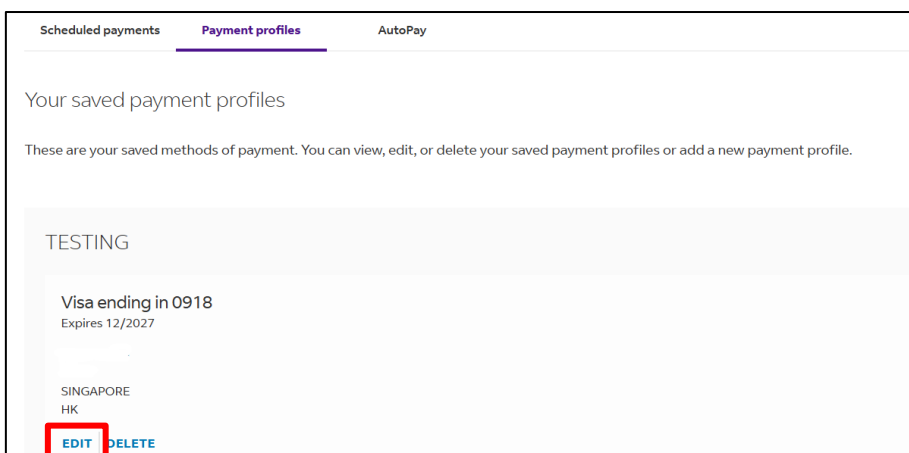 Scheduled payments Payment profiles AutoPay
Your saved payment profiles
These are your saved methods of payment. You can view, edit, or delete your saved payment profiles or add a new payment profile.
TESTING
Visa ending in 0918
Expires 12/2027
SINGAPORE
HK
EDIT DELETE